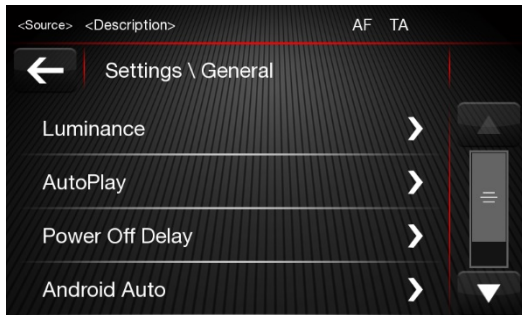 <Source> <Description> AF TA
Settings \ General
Luminance
AutoPlay
Power Off Delay
Android Auto